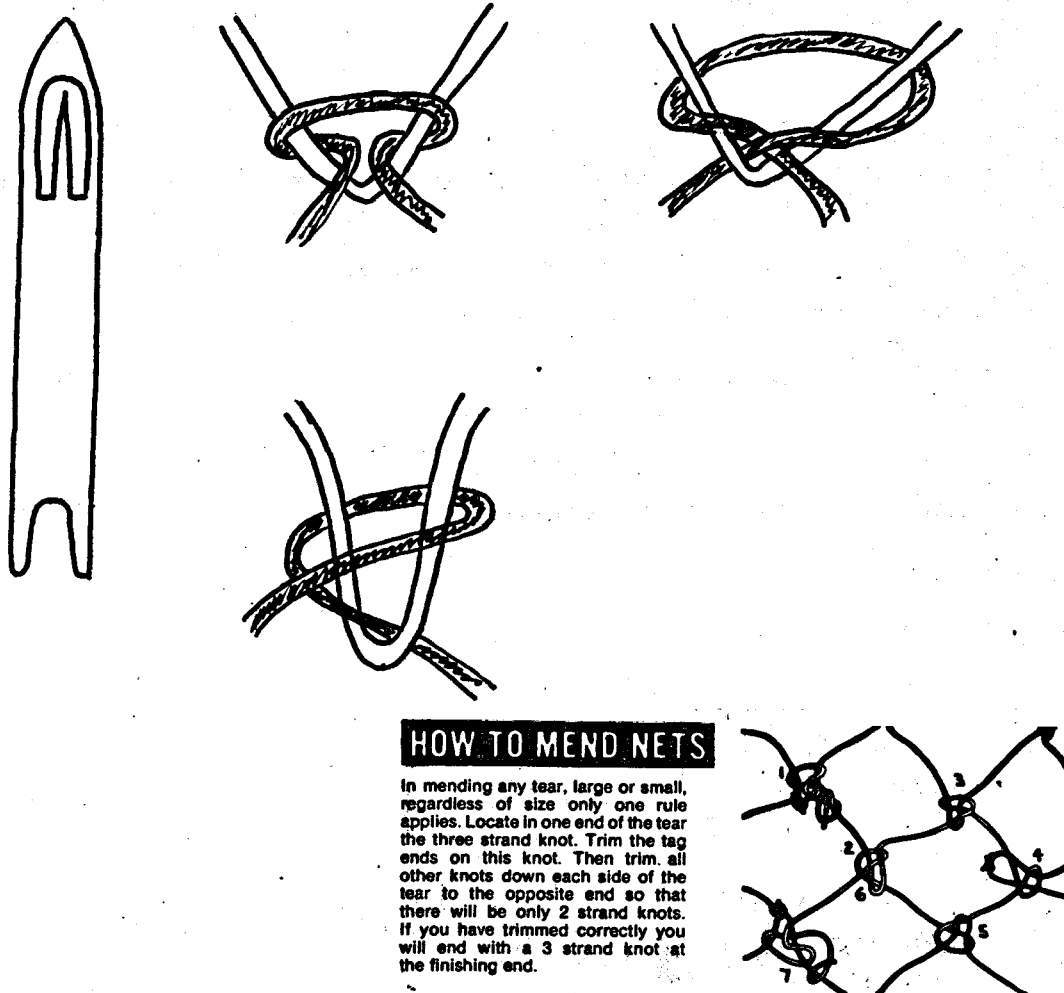 HOW TO MEND NETS
In mending any tear, large or small,
regardless of size only one rule
applies. Locate in one end of the tear
the three strand knot. Trim the tag
ends on this knot. Then trim all
other knots down each side of the
tear to the opposite end so that
there will be only 2 strand knots.
If you have trimmed correctly you
will end with a 3 strand knot at
the finishing end.
1
3
2
4
6
5
7